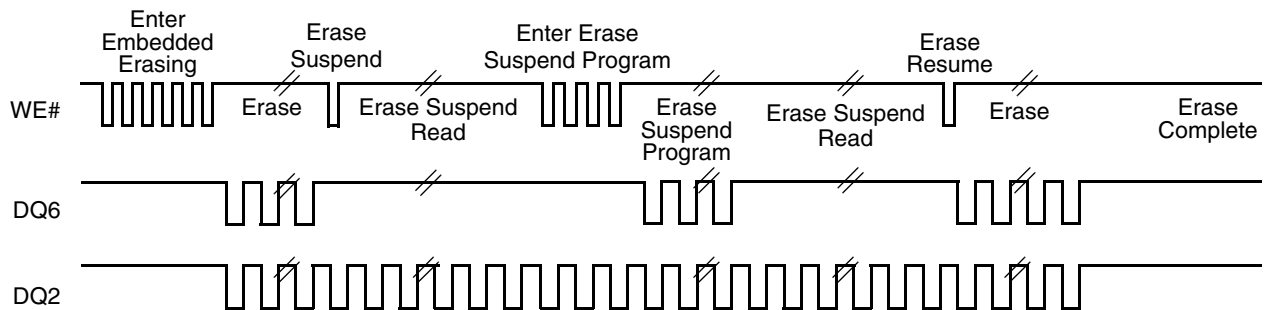 Enter
Embedded
Erasing
Erase
Suspend
Enter Erase
Suspend Program
Erase
Resume
WE#
Erase
Erase Suspend
Read
Erase
Suspend
Program
Erase Suspend
Read
Erase
Erase
Complete
DQ6
DQ2